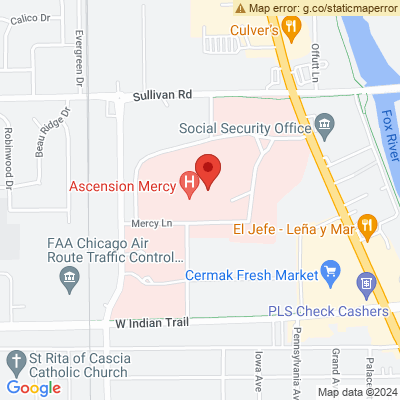 Map error: g.co/staticmaperror
Calico Dr
Culver's
Offutt Ln
Evergreen Dr
Sullivan Rd
Beau Ridge Dr
Robinwood Dr
Social Security Office
Fox River
Ascension Mercy
H
Mercy Ln
El Jefe - Leña y Mar
FAA Chicago Air
Route Traffic Control...
Cermak Fresh Market
PLS Check Cashers
W Indian Trail
St Rita of Cascia
Catholic Church
Iowa Ave
Pennsylvania Ave
Grand A
Palace
Google
Map data ©2024